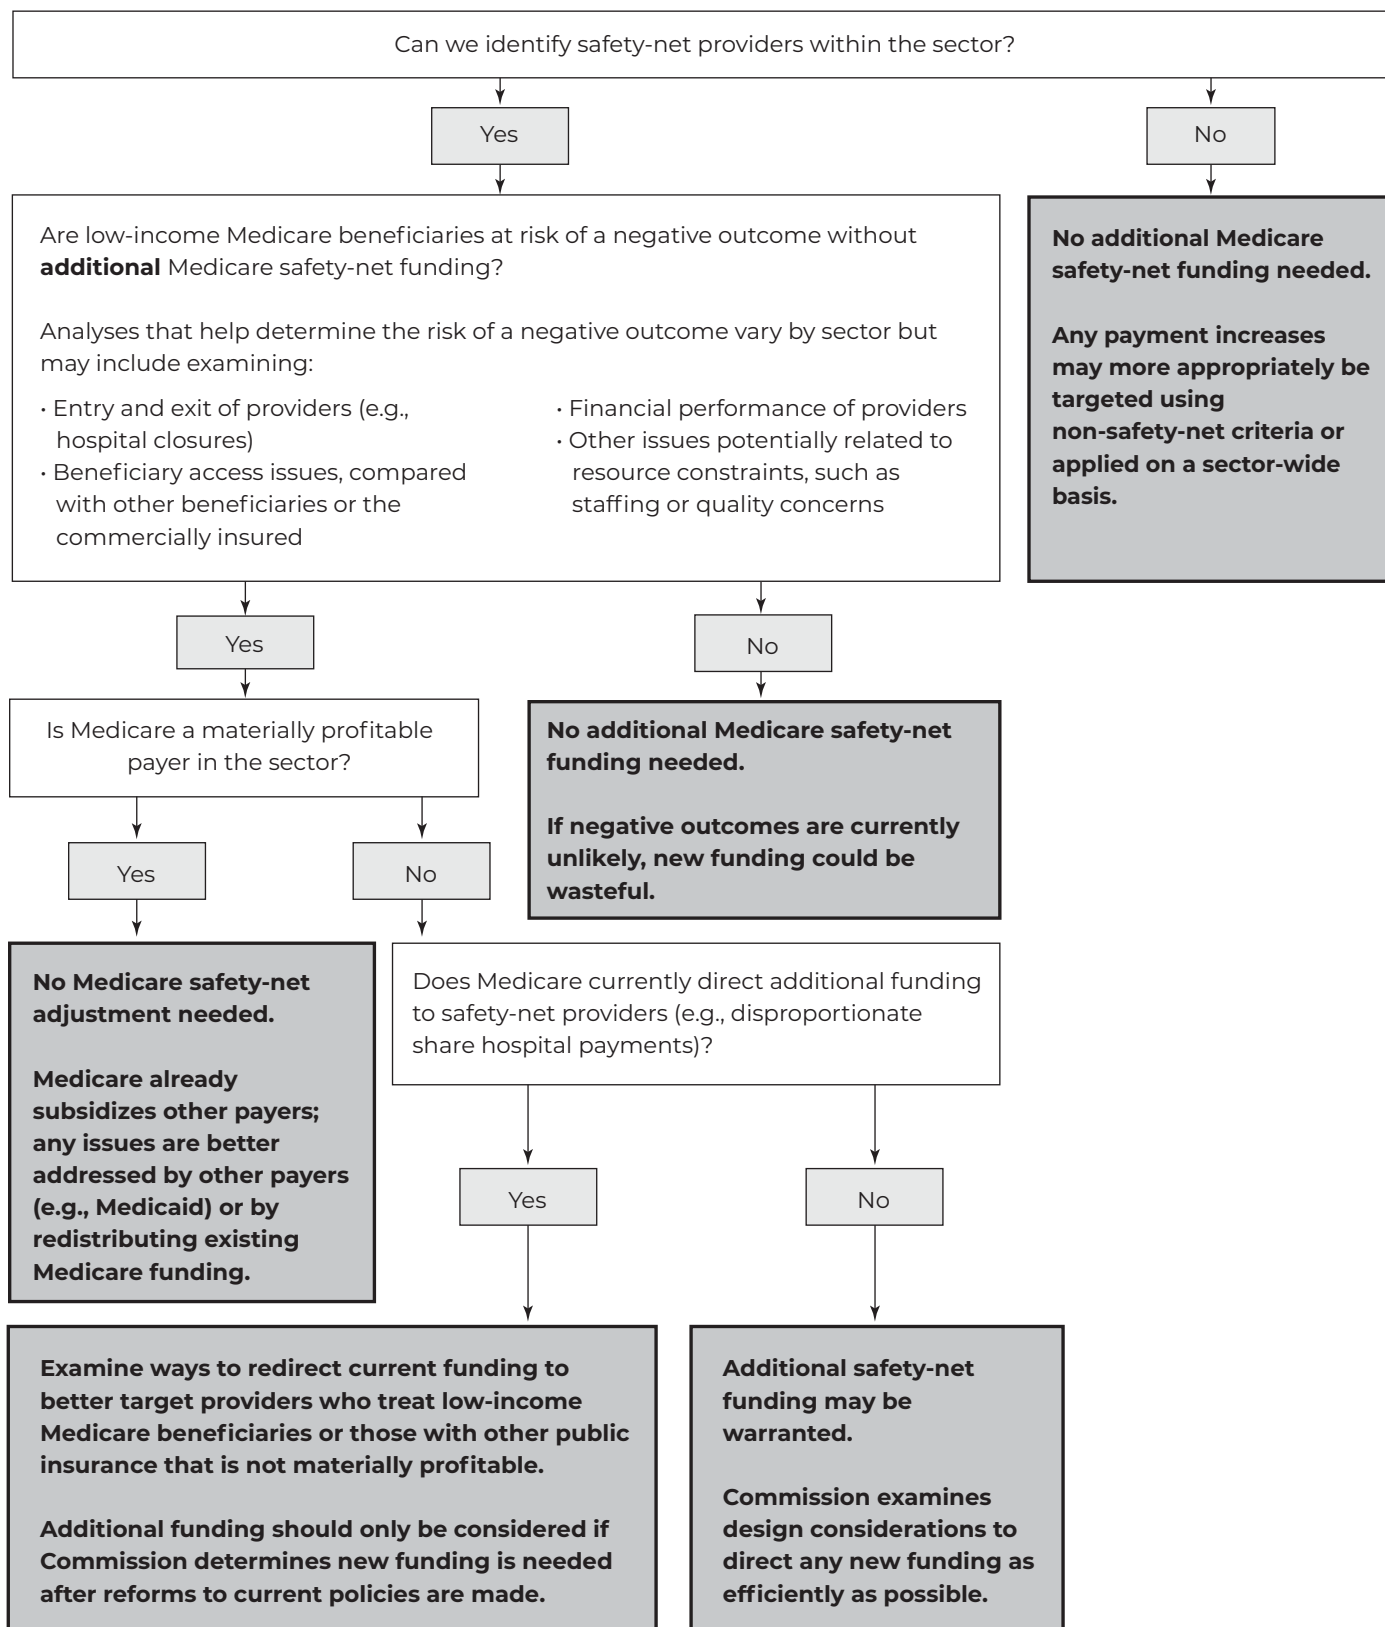 Can we identify safety-net providers within the sector?
Yes
No
Are low-income Medicare beneficiaries at risk of a negative outcome without
additional Medicare safety-net funding?
Analyses that help determine the risk of a negative outcome vary by sector but
may include examining:
· Entry and exit of providers (e.g.,
hospital closures)
· Beneficiary access issues, compared
with other beneficiaries or the
commercially insured
· Financial performance of providers
· Other issues potentially related to
resource constraints, such as
staffing or quality concerns
No additional Medicare
safety-net funding needed.
Any payment increases
may more appropriately be
targeted using
non-safety-net criteria or
applied on a sector-wide
basis.
Yes
No
Is Medicare a materially profitable
payer in the sector?
No additional Medicare safety-net
funding needed.
If negative outcomes are currently
unlikely, new funding could be
wasteful.
Yes
No
No Medicare safety-net
adjustment needed.
Medicare already
subsidizes other payers;
any issues are better
addressed by other payers
(e.g., Medicaid) or by
redistributing existing
Medicare funding.
Does Medicare currently direct additional funding
to safety-net providers (e.g., disproportionate
share hospital payments)?
Yes
No
Examine ways to redirect current funding to
better target providers who treat low-income
Medicare beneficiaries or those with other public
insurance that is not materially profitable.
Additional funding should only be considered if
Commission determines new funding is needed
after reforms to current policies are made.
Additional safety-net
funding may be
warranted.
Commission examines
design considerations to
direct any new funding as
efficiently as possible.